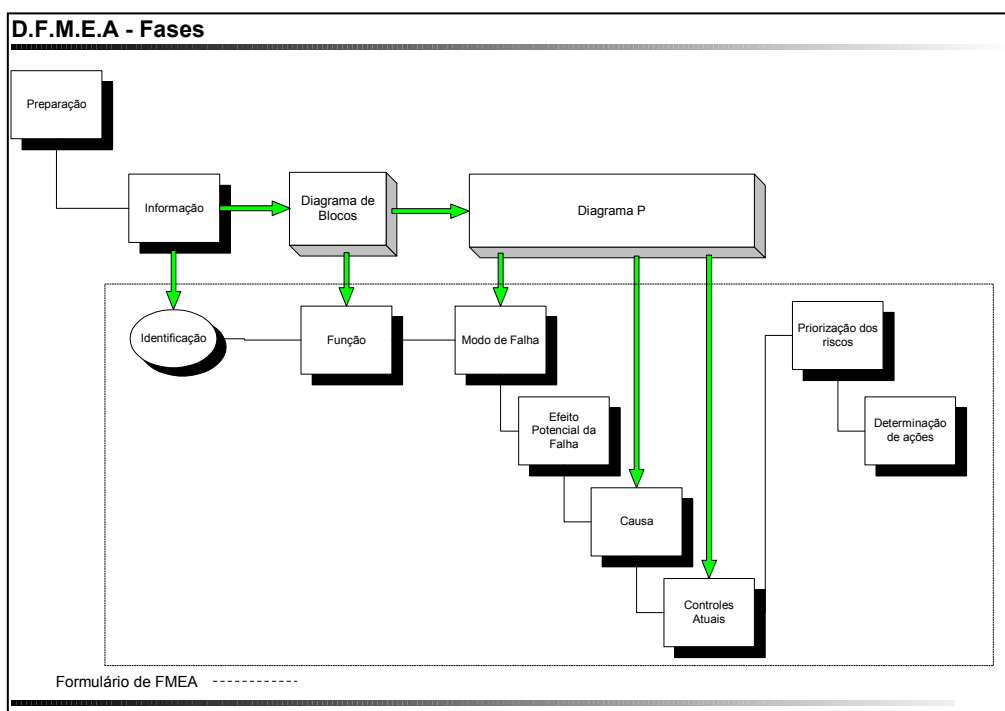 D.F.M.E.A - Fases
Preparação
Informação
Diagrama de
Blocos
Diagrama P
Identificação
Função
Modo de Falha
Priorização dos
riscos
Efeito
Potencial da
Falha
Determinação
de ações
Causa
Controles
Atuais
Formulário de FMEA